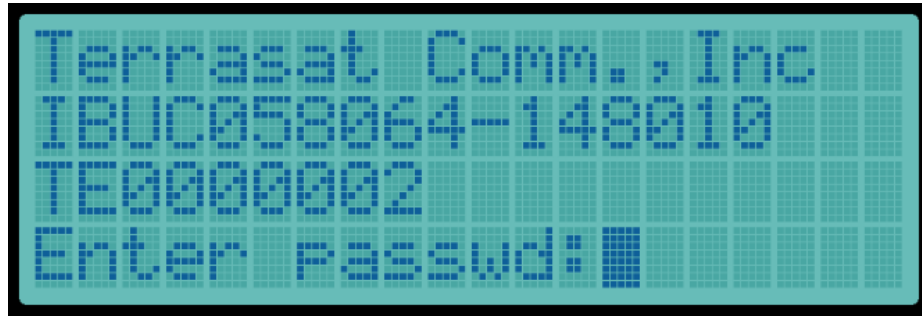 Terrasat Comm.,Inc
IBUC058064-148010
TE0000002
Enter passwd: